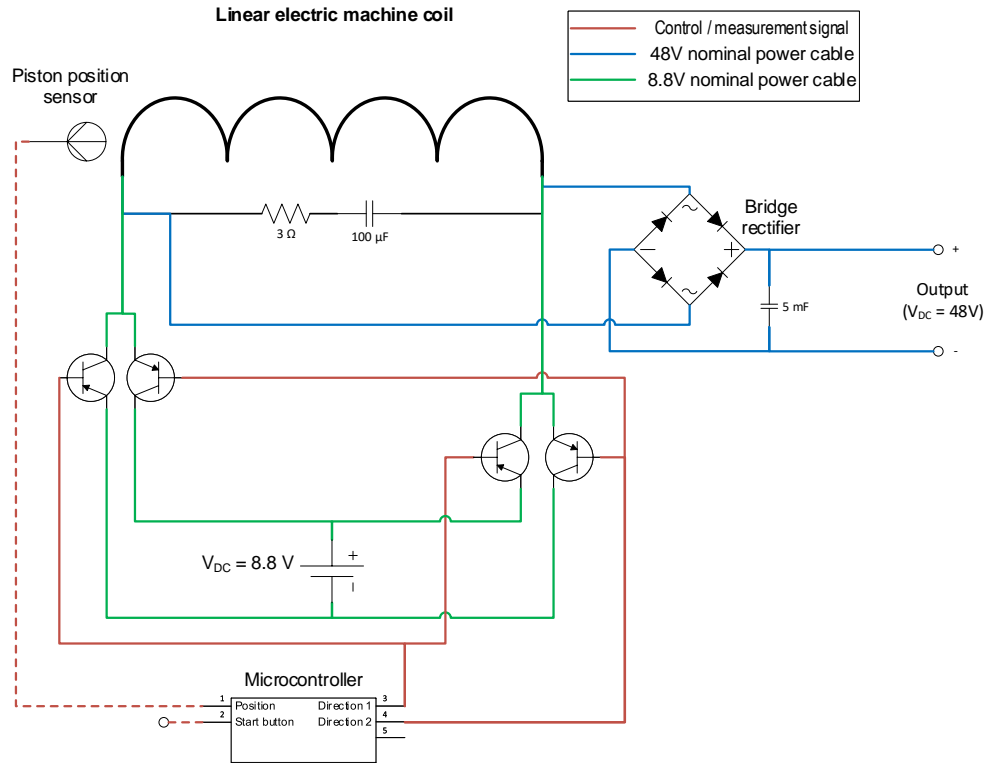 Linear electric machine coil
Control / measurement signal
48V nominal power cable
8.8V nominal power cable
Piston position
sensor
3 Ω
100 µF
Bridge
rectifier
~
−
+
~
5 mF
+
Output
(VDC = 48V)
-
VDC = 8.8 V
+
−
Microcontroller
1
Position
Direction 1
3
2
Start button
Direction 2
4
5